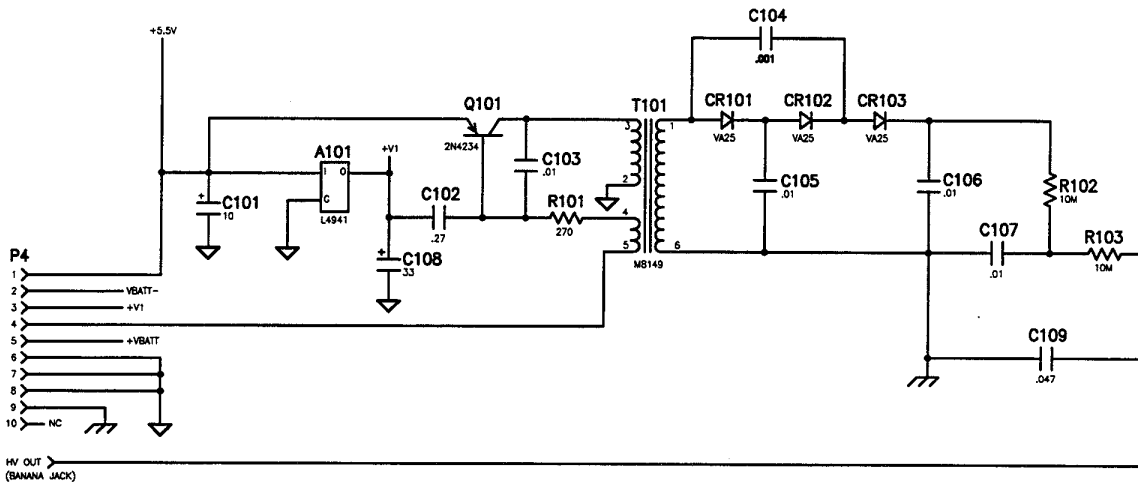 C104
.001
+5.5V
Q101
2N4234
T101
3
1
CR101
VA25
CR102
VA25
CR103
VA25
A101
I O
G
L4941
+V1
C103
.01
2
C101
+
10
C102
.27
R101
270
4
5
6
MB149
C105
.01
C106
.01
R102
10M
C107
.01
R103
10M
+
C108
33
C109
.047
P4
1
2 VBATT-
3 +V1
4
5 +VBATT
6
7
8
9
10 NC
HV OUT
(BANANA JACK)